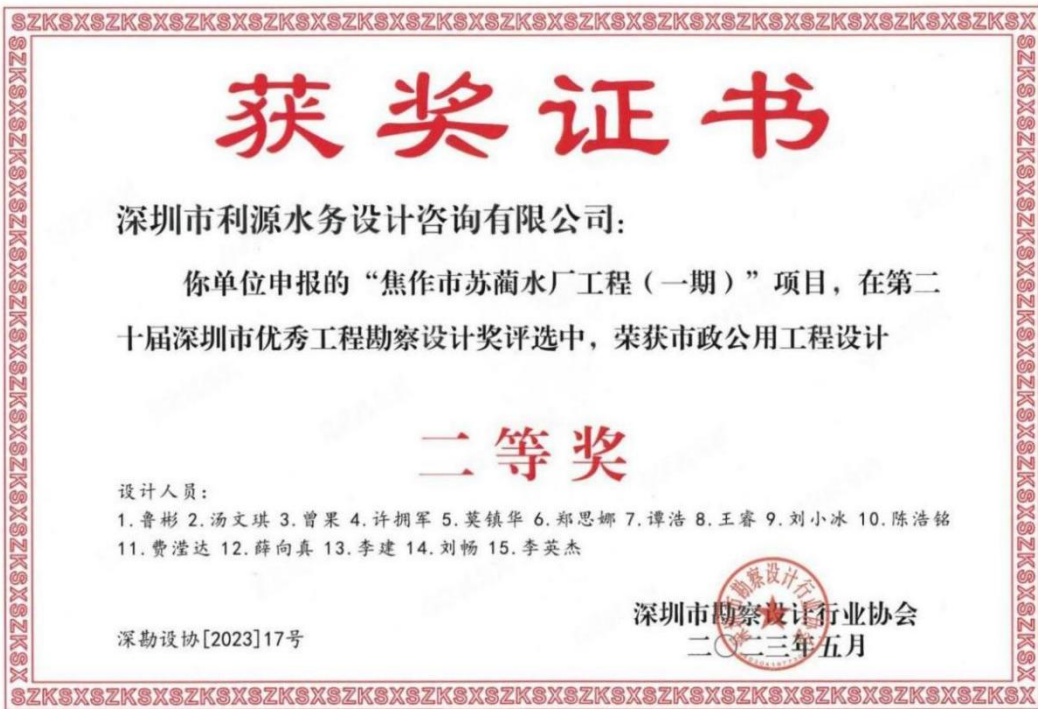 SZKSXSZKSXSZKSXSZKSXSZKSXSZKSXSZKSXSZKSXSZKSXSZKSXSZKSX
获奖证书
深圳市利源水务设计咨询有限公司：
你单位申报的“焦作市苏蔺水厂工程（一期）”项目，在第二
十届深圳市优秀工程勘察设计奖评选中，荣获市政公用工程设计
二等奖
设计人员：
1.鲁彬 2.汤文琪 3.曾果 4.许拥军 5.莫镇华 6.郑思娜 7.谭浩 8.王睿 9.刘小冰 10.陈浩铭
11.费滢达 12.薛向真 13.李建 14.刘畅 15.李英杰
深圳市勘察设计行业协会
二〇二三年五月
深勘设协[2023]17号